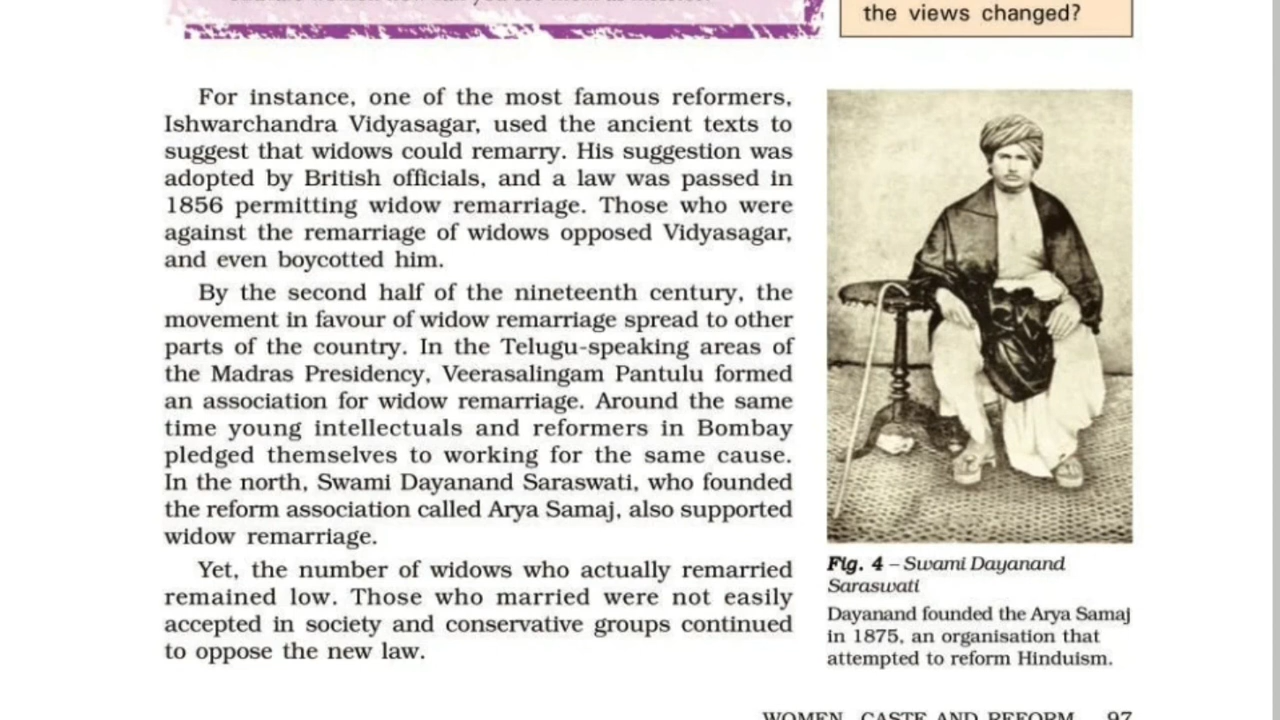 the views changed?
For instance, one of the most famous reformers,
Ishwarchandra Vidyasagar, used the ancient texts to
suggest that widows could remarry. His suggestion was
adopted by British officials, and a law was passed in
1856 permitting widow remarriage. Those who were
against the remarriage of widows opposed Vidyasagar,
and even boycotted him.
By the second half of the nineteenth century, the
movement in favour of widow remarriage spread to other
parts of the country. In the Telugu-speaking areas of
the Madras Presidency, Veerasalingam Pantulu formed
an association for widow remarriage. Around the same
time young intellectuals and reformers in Bombay
pledged themselves to working for the same cause.
In the north, Swami Dayanand Saraswati, who founded
the reform association called Arya Samaj, also supported
widow remarriage.
Yet, the number of widows who actually remarried
remained low. Those who married were not easily
accepted in society and conservative groups continued
to oppose the new law.
Fig. 4 – Swami Dayanand
Saraswati
Dayanand founded the Arya Samaj
in 1875, an organisation that
attempted to reform Hinduism.
WOMEN, CASTE AND REFORM 97